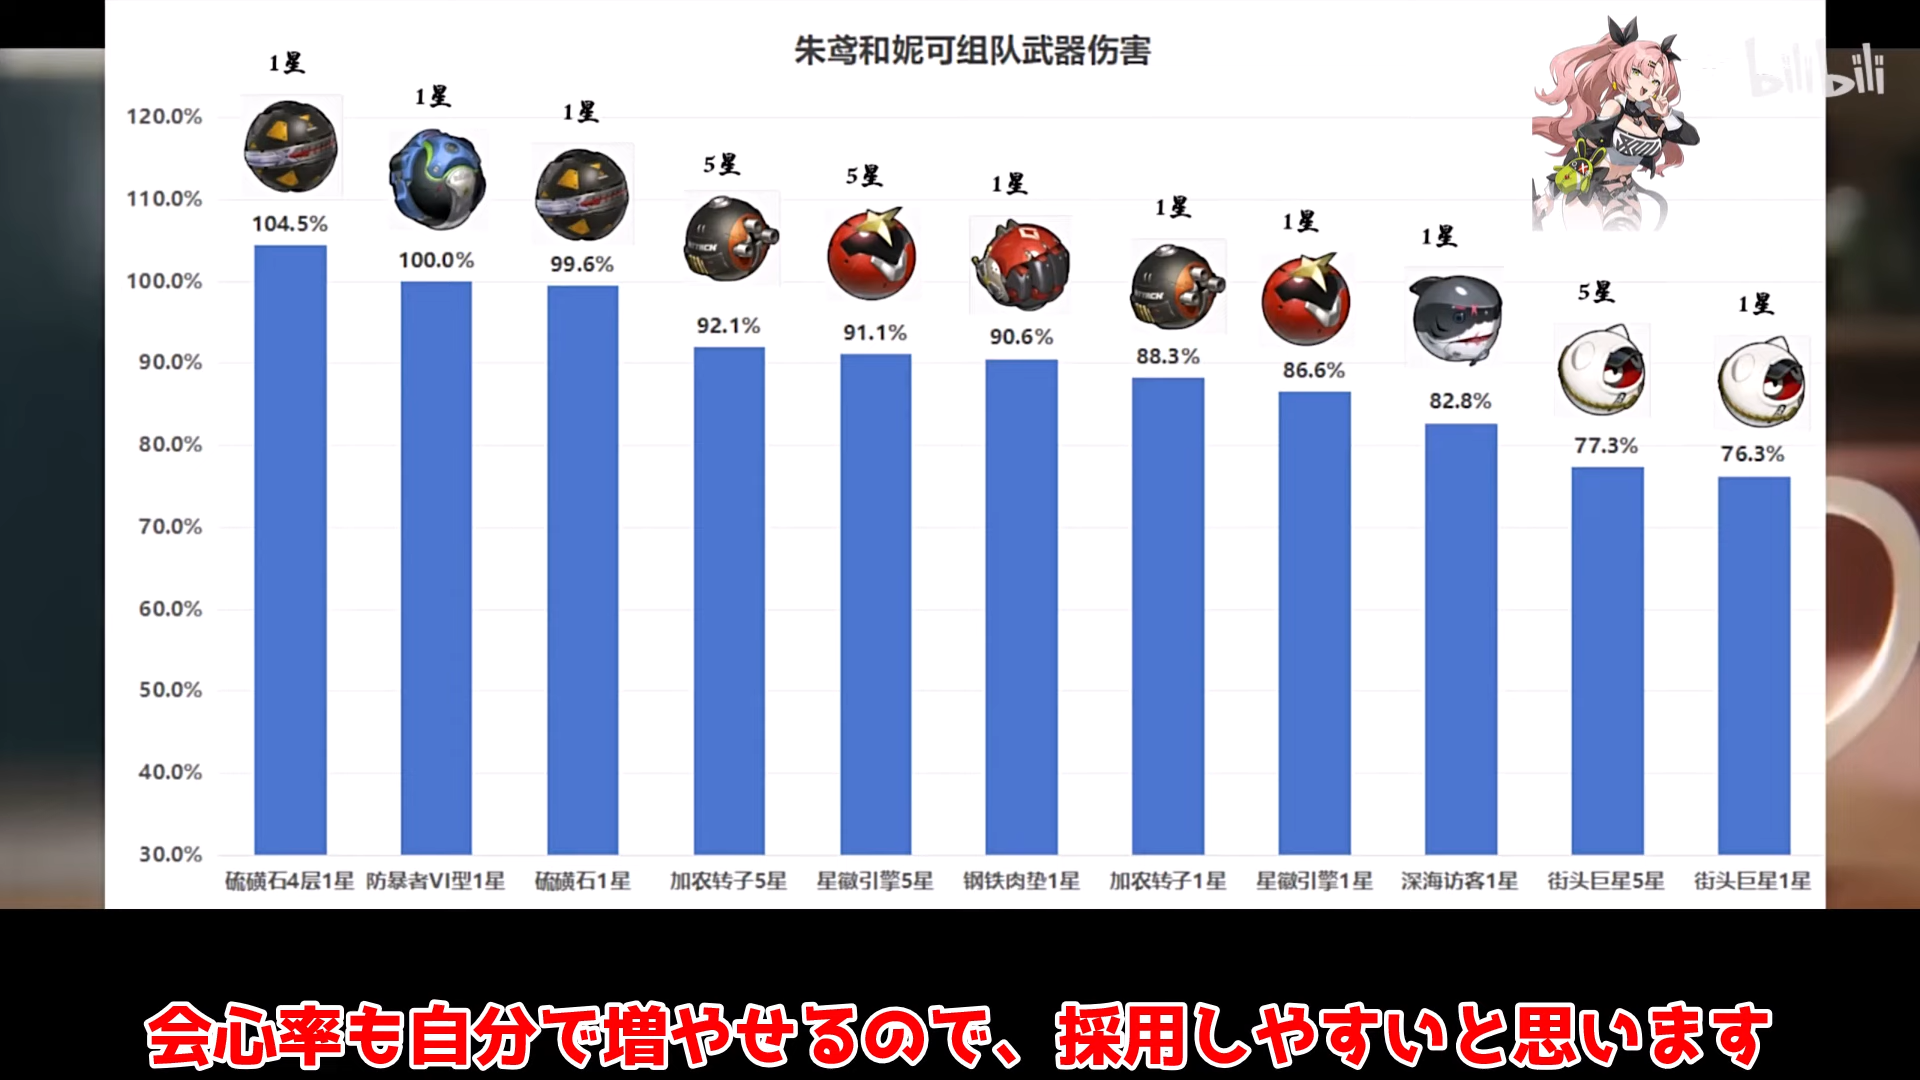 朱鸢和妮可组队武器伤害
bilibili
120.0%
110.0%
100.0%
90.0%
80.0%
70.0%
60.0%
50.0%
40.0%
30.0%
1星
1星
1星
5星
5星
1星
1星
1星
1星
5星
1星
104.5%
100.0%
99.6%
92.1%
91.1%
90.6%
88.3%
86.6%
82.8%
77.3%
76.3%
硫磺石4层1星
防暴者VI型1星
硫磺石1星
加农转子5星
星徽引擎5星
钢铁肉垫1星
加农转子1星
星徽引擎1星
深海访客1星
街头巨星5星
街头巨星1星
会心率も自分で増やせるので、採用しやすいと思います